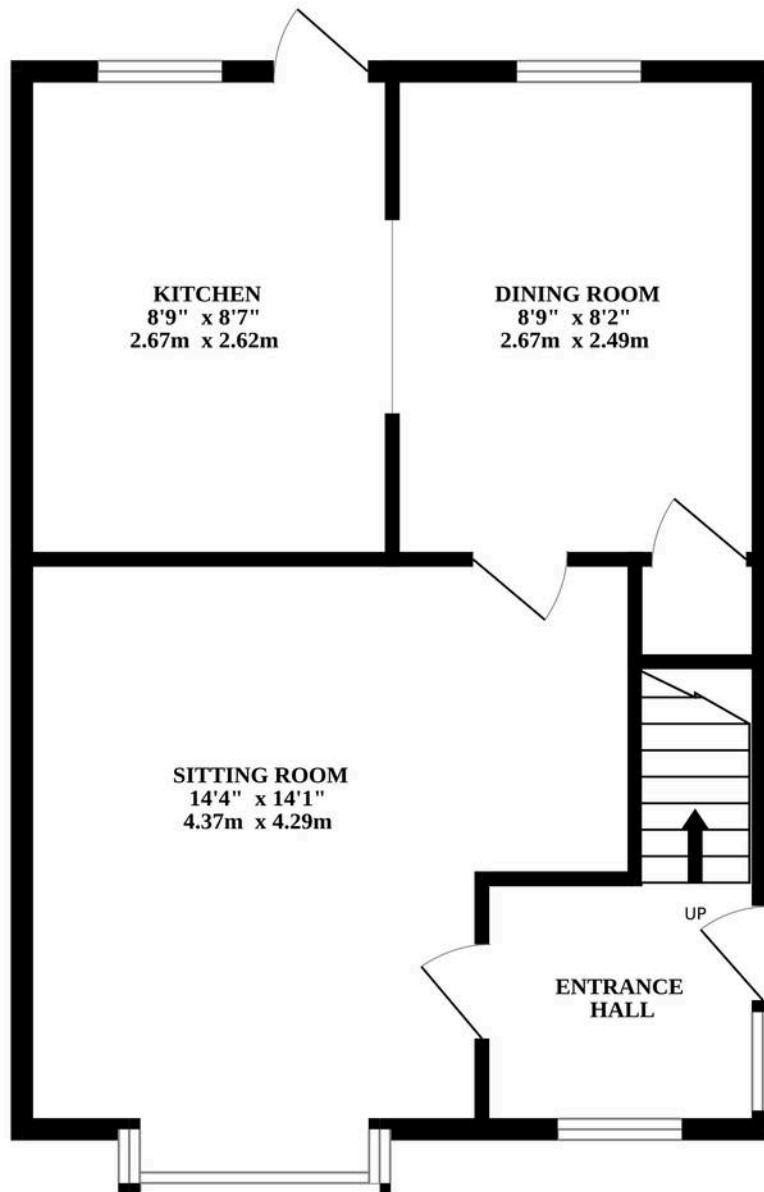 KITCHEN
8'9" x 8'7"
2.67m x 2.62m
DINING ROOM
8'9" x 8'2"
2.67m x 2.49m
SITTING ROOM
14'4" x 14'1"
4.37m x 4.29m
UP
ENTRANCE
HALL